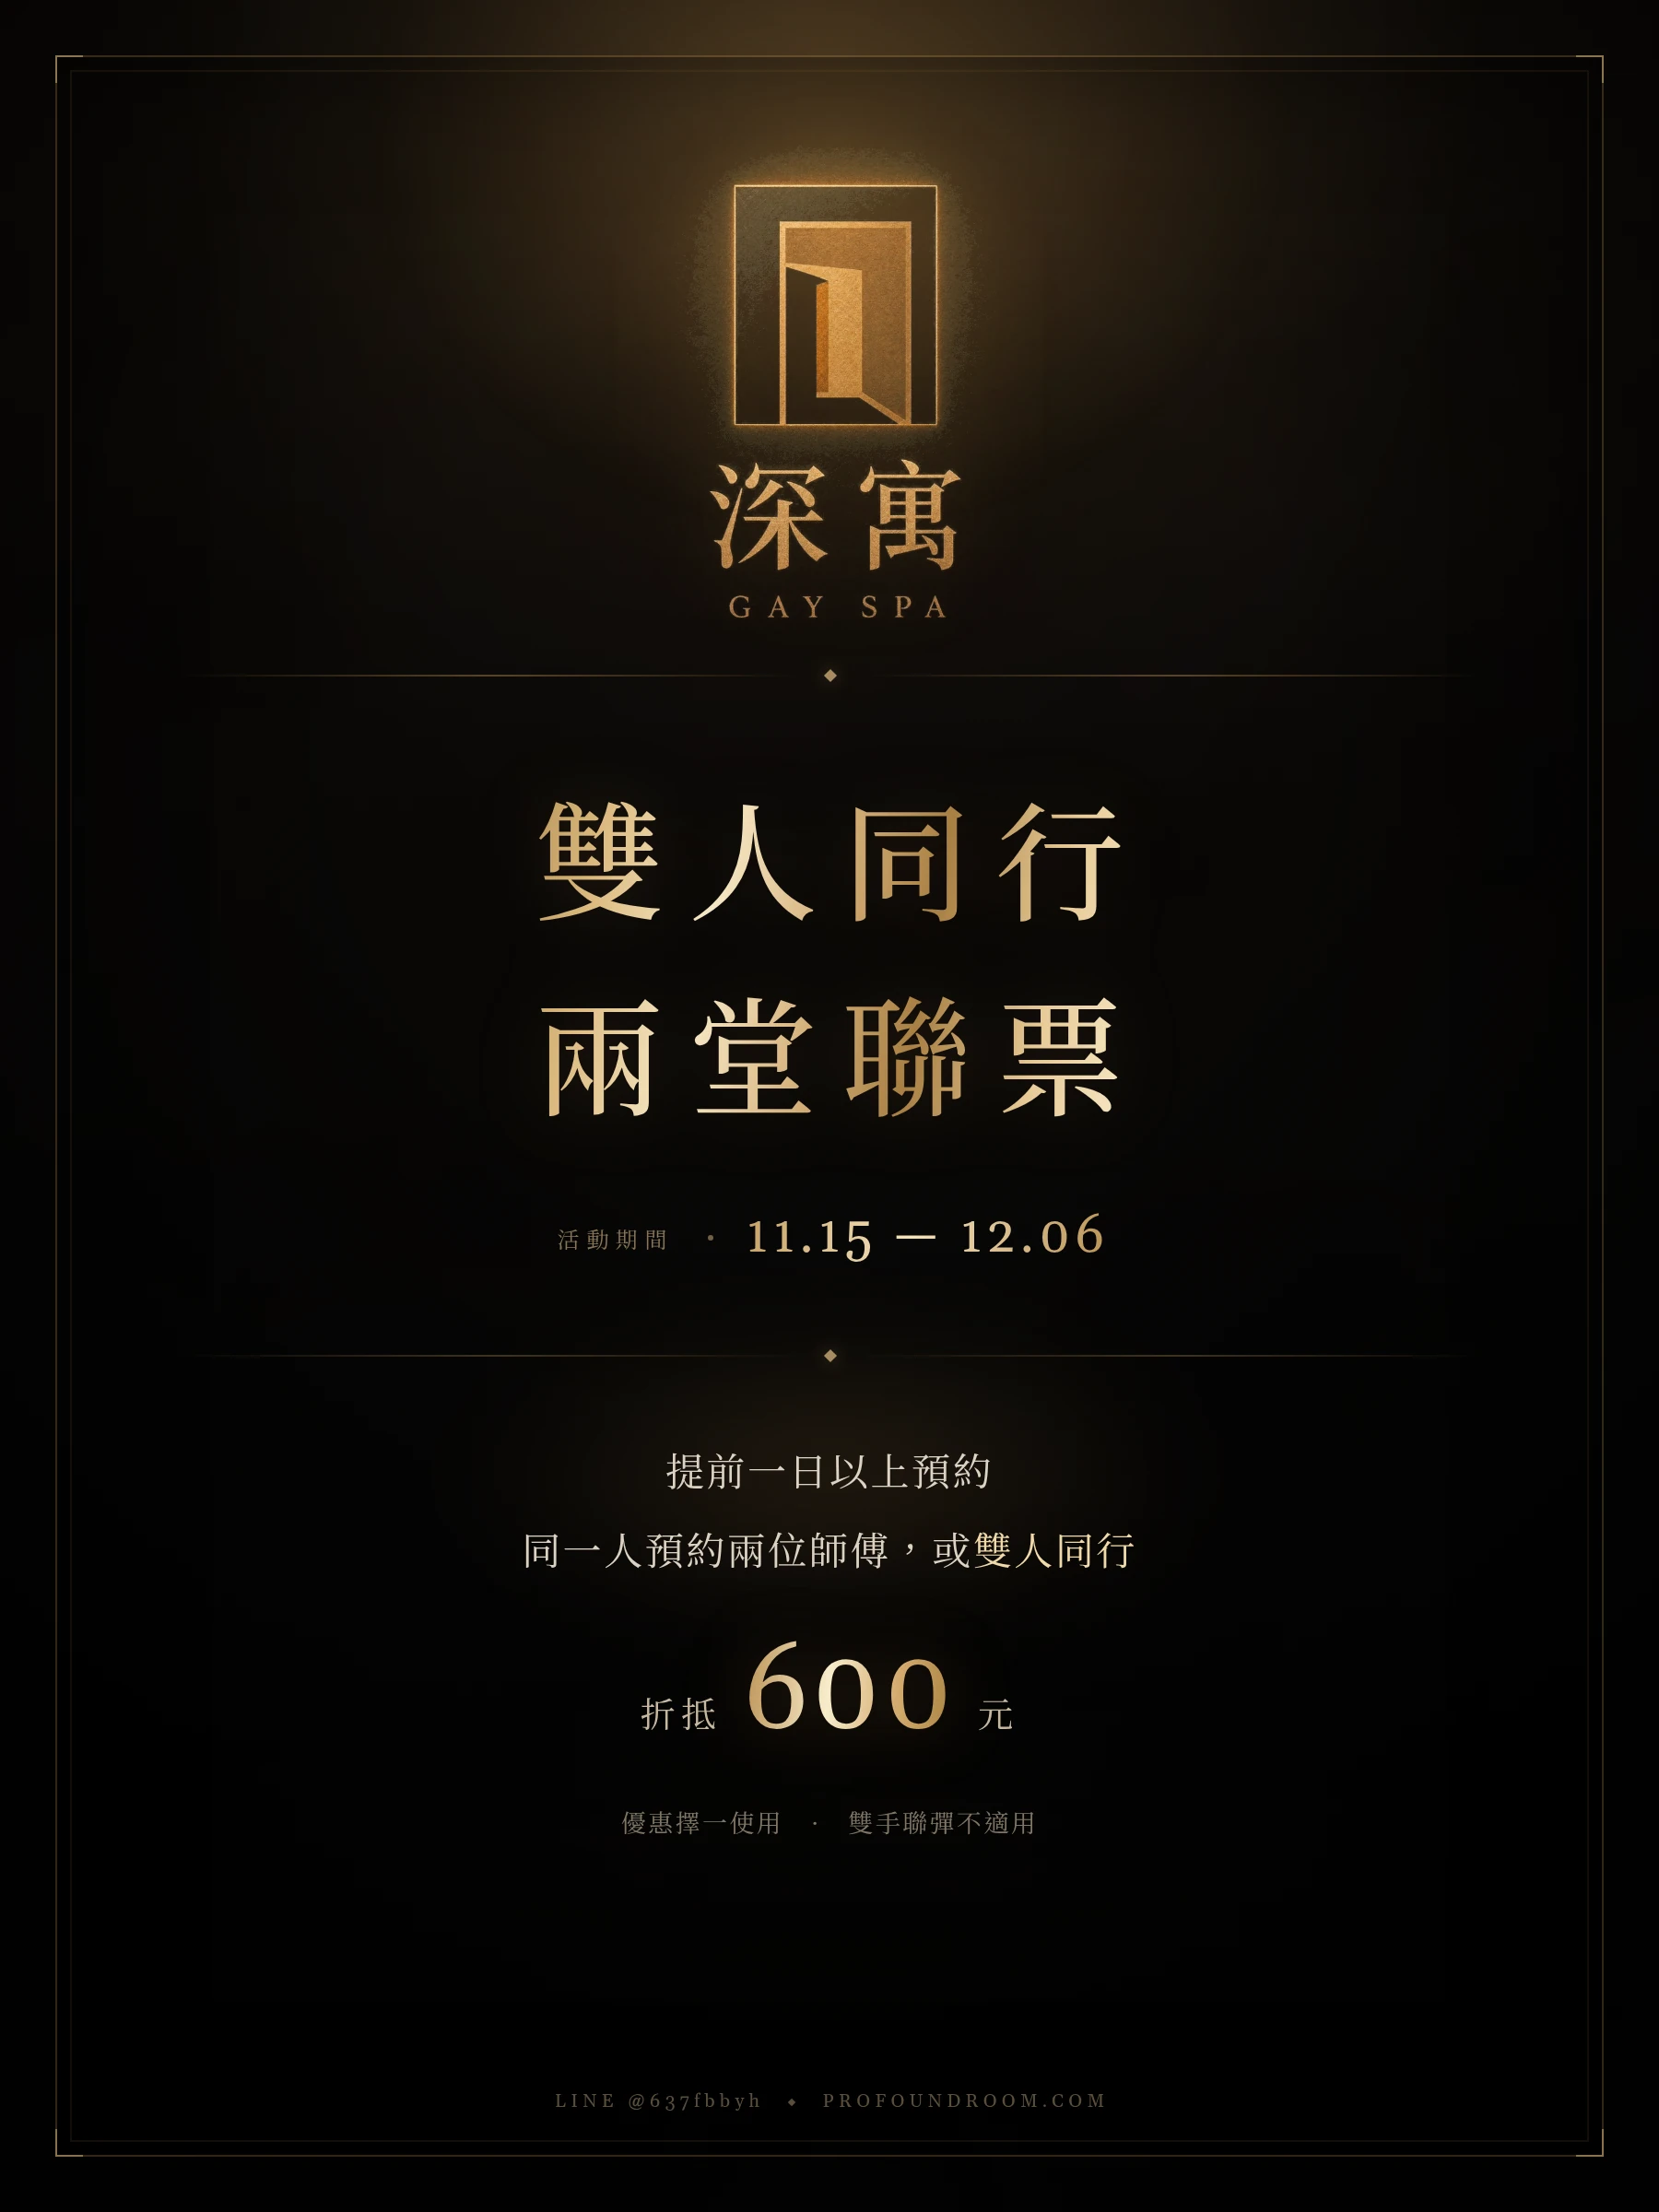 深寓
GAY SPA
雙人同行
兩堂聯票
活動期間 · 11.15 — 12.06
提前一日以上預約
同一人預約兩位師傅，或雙人同行
折抵 600 元
優惠擇一使用 · 雙手聯彈不適用
LINE @637fbbyh ◆ PROFOUNDROOM.COM